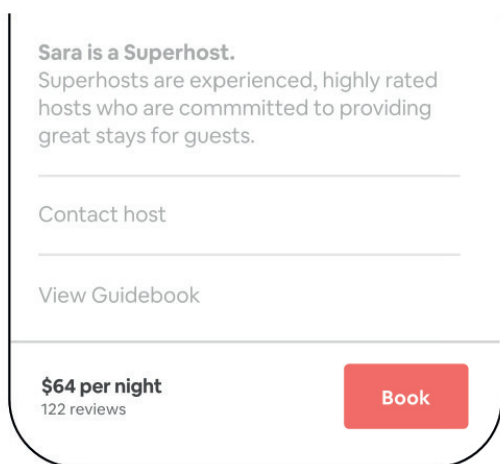 Sara is a Superhost.
Superhosts are experienced, highly rated
hosts who are commmitted to providing
great stays for guests.
Contact host
View Guidebook
$64 per night
122 reviews
Book